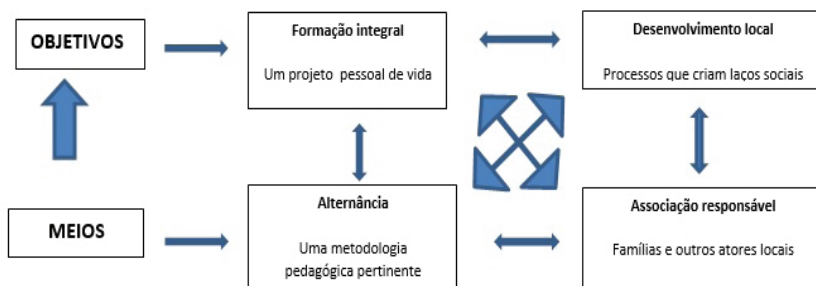 OBJETIVOS
Formação integral
Um projeto pessoal de vida
Desenvolvimento local
Processos que criam laços sociais
MEIOS
Alternância
Uma metodologia
pedagógica pertinente
Associação responsável
Famílias e outros atores locais